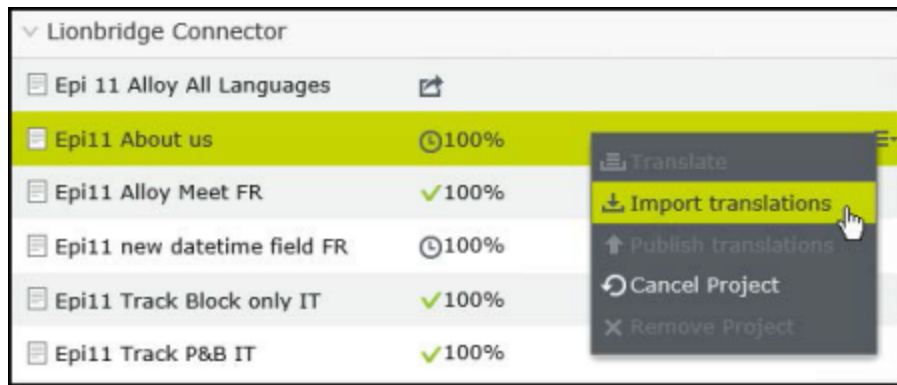 Lionbridge Connector
Epi 11 Alloy All Languages
Epi11 About us 100%
Translate
Epi11 Alloy Meet FR 100%
Import translations
Epi11 new datetime field FR 100%
Publish translations
Epi11 Track Block only IT 100%
Cancel Project
Epi11 Track P&B IT 100%
Remove Project